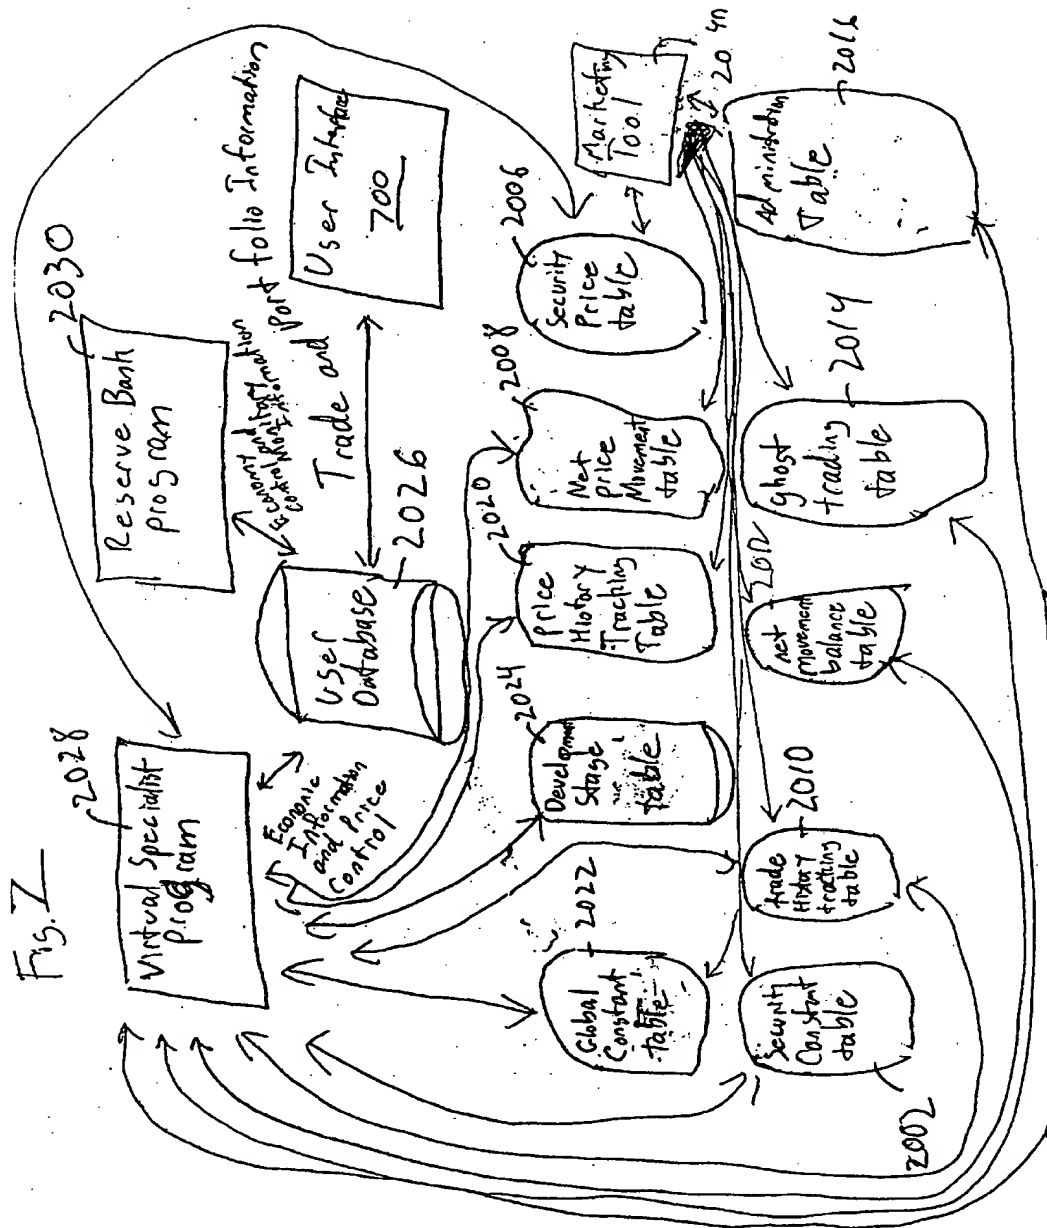 Fig. 7
2028
Virtual Specialist
Program
2030
Reserve Bank
program
Economy and
Trade and Portfolio Information
User Interface
700
User
Database
2026
Economic
Information
and Price
Control
2022
Global
Constant
table
2024
Development
Stage
table
2020
Price
History
Tracking
Table
2008
Net
price
Movement
table
2006
Security
Price
table
Marketing
Tool
2002
Security
Constant
table
2010
trade
History
tracking
table
2012
net
movement
balance
table
2014
ghost
trading
table
2016
Administration
Table